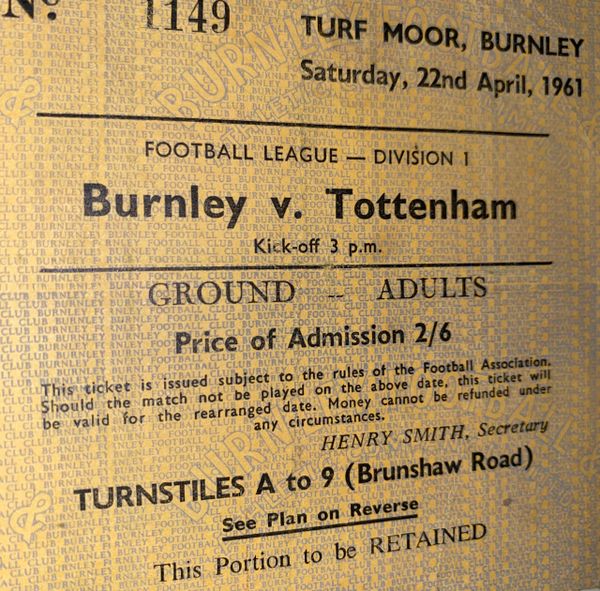 No. 1149
TURF MOOR, BURNLEY
Saturday, 22nd April, 1961
FOOTBALL LEAGUE — DIVISION 1
Burnley v. Tottenham
Kick-off 3 p.m.
GROUND -- ADULTS
Price of Admission 2/6
This ticket is issued subject to the rules of the Football Association.
Should the match not be played on the above date, this ticket will
be valid for the rearranged date. Money cannot be refunded under
any circumstances.
HENRY SMITH, Secretary
TURNSTILES A to 9 (Brunshaw Road)
See Plan on Reverse
This Portion to be RETAINED